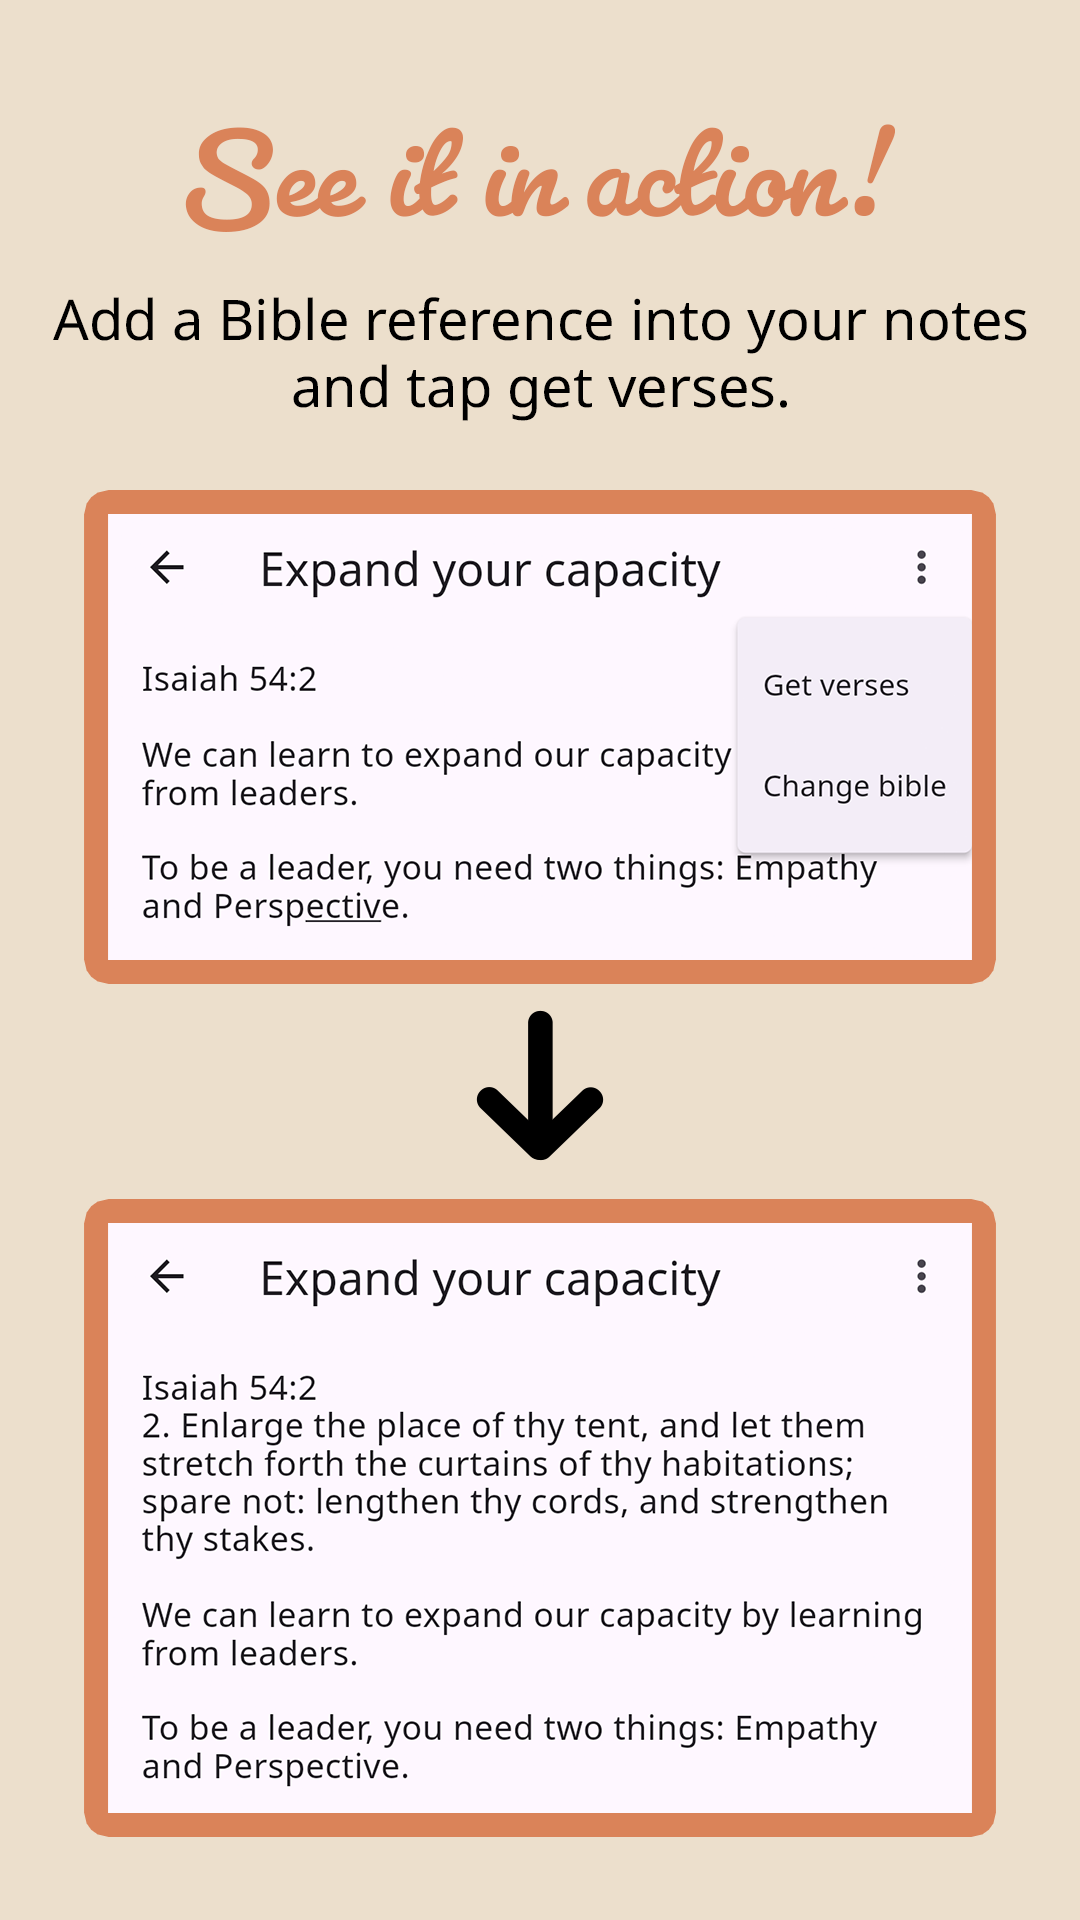 See it in action!
Add a Bible reference into your notes
and tap get verses.
Expand your capacity
Get verses
Change bible
Isaiah 54:2
We can learn to expand our capacity
from leaders.
To be a leader, you need two things: Empathy
and Perspective.
Expand your capacity
Isaiah 54:2
2. Enlarge the place of thy tent, and let them
stretch forth the curtains of thy habitations;
spare not: lengthen thy cords, and strengthen
thy stakes.
We can learn to expand our capacity by learning
from leaders.
To be a leader, you need two things: Empathy
and Perspective.